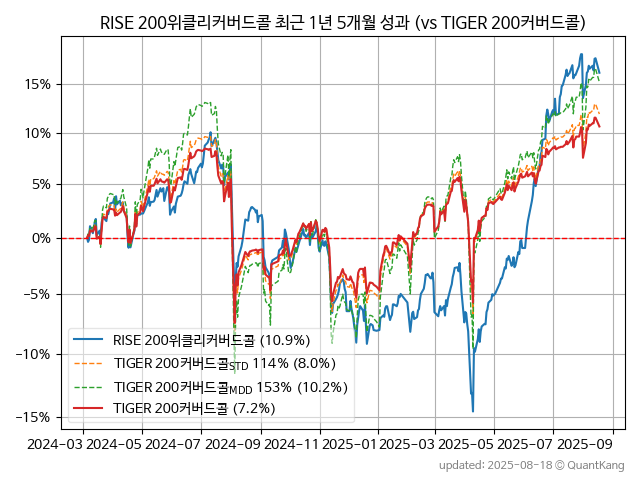 RISE 200위클리커버드콜 최근 1년 5개월 성과 (vs TIGER 200커버드콜)
15%
10%
5%
0%
−5%
−10%
−15%
RISE 200위클리커버드콜 (10.9%)
TIGER 200커버드콜STD 114% (8.0%)
TIGER 200커버드콜MDD 153% (10.2%)
TIGER 200커버드콜 (7.2%)
2024-03 2024-05 2024-07 2024-09 2024-11 2025-01 2025-03 2025-05 2025-07 2025-09
updated: 2025-08-18 © QuantKang